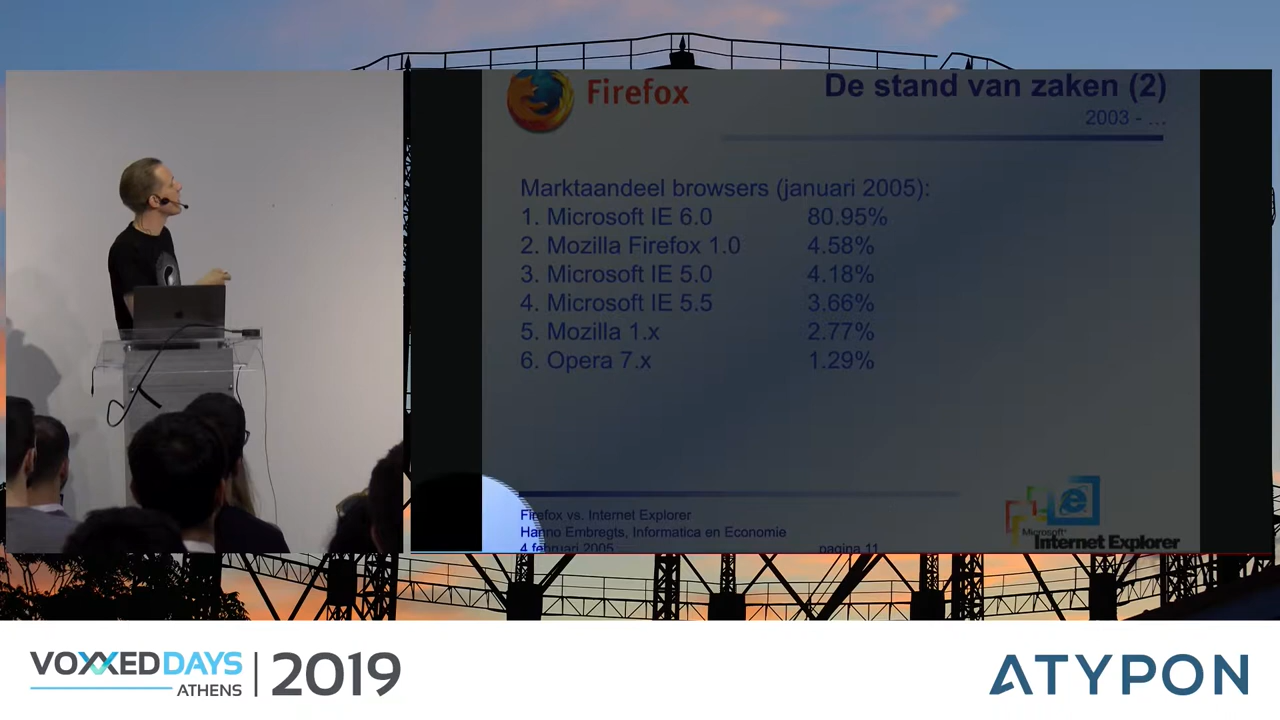 Firefox
De stand van zaken (2)
2003 - ...
Marktaandeel browsers (januari 2005):
1. Microsoft IE 6.0 80.95%
2. Mozilla Firefox 1.0 4.58%
3. Microsoft IE 5.0 4.18%
4. Microsoft IE 5.5 3.66%
5. Mozilla 1.x 2.77%
6. Opera 7.x 1.29%
Firefox vs. Internet Explorer
Hanno Embregts, Informatica en Economie
4 februari 2005
pagina 11
Microsoft
Internet Explorer
VOXXED DAYS
ATHENS
2019
ATYPON